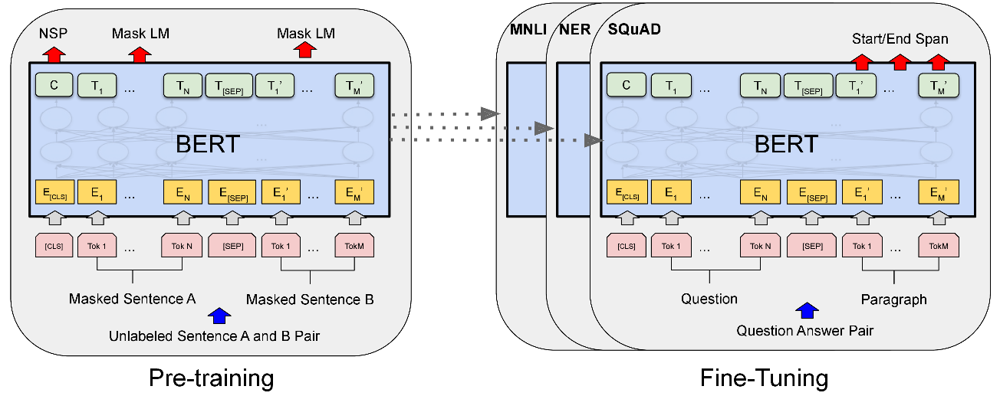 NSP Mask LM Mask LM
C T1 ... TN T[SEP] T1' ... TM'
...
BERT
...
E[CLS] E1 ... EN E[SEP] E1' ... EM'
[CLS] Tok 1 ... Tok N [SEP] Tok 1 ... TokM
Masked Sentence A Masked Sentence B
Unlabeled Sentence A and B Pair
Pre-training
MNLI NER SQuAD
Start/End Span
C T1 ... TN T[SEP] T1' ... TM'
...
BERT
...
E[CLS] E1 ... EN E[SEP] E1' ... EM'
[CLS] Tok 1 ... Tok N [SEP] Tok 1 ... TokM
Question Paragraph
Question Answer Pair
Fine-Tuning